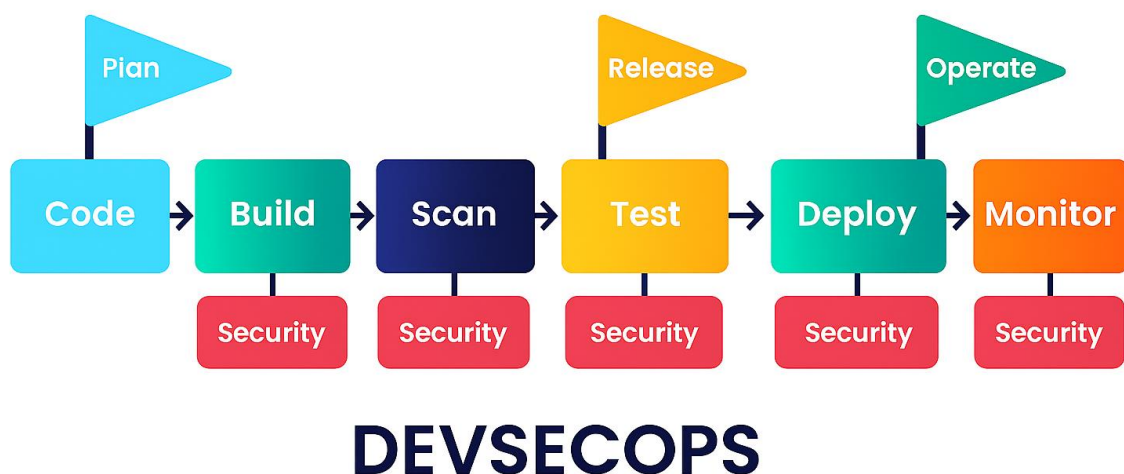 Pian
Release
Operate
Code
Build
Scan
Test
Deploy
Monitor
Security
Security
Security
Security
Security
DEVSECOPS